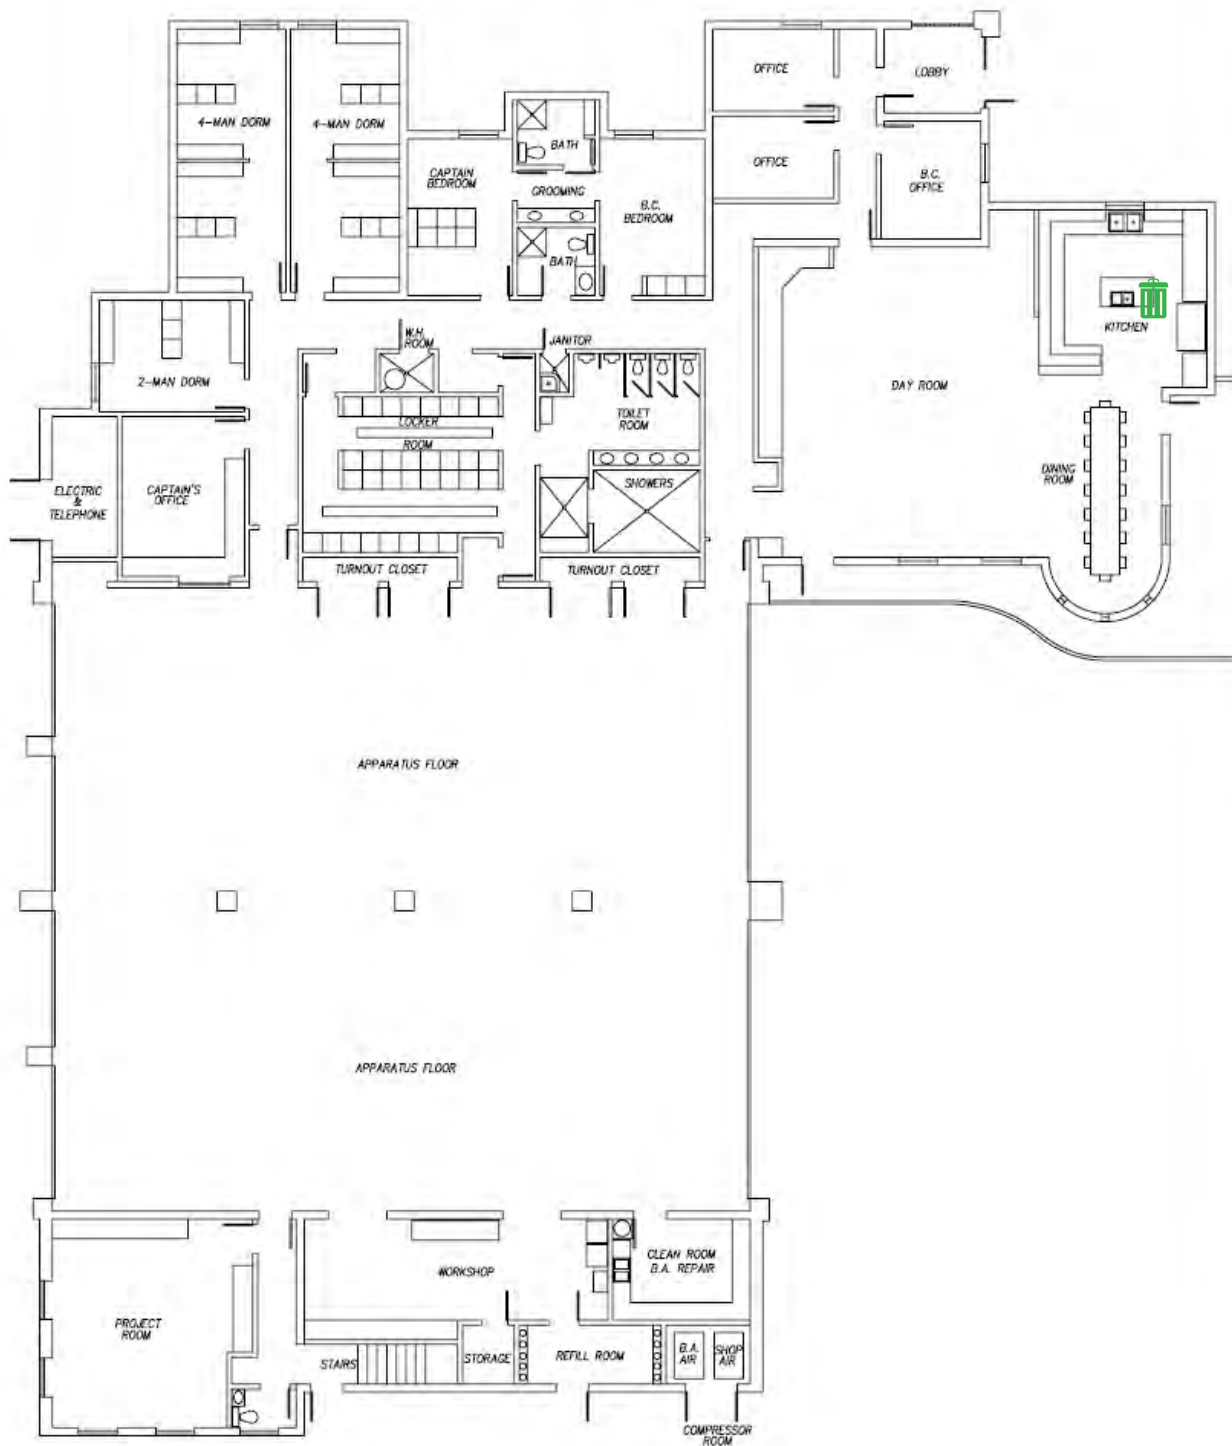 OFFICE
LOBBY
4-MAN DORM
4-MAN DORM
BATH
CAPTAIN
BEDROOM
OFFICE
B.C.
OFFICE
GROOMING
B.C.
BEDROOM
BATH
KITCHEN
W.H.
ROOM
JANITOR
2-MAN DORM
DAY ROOM
LOCKER
ROOM
TOILET
ROOM
DINING
ROOM
ELECTRIC
&
TELEPHONE
CAPTAIN'S
OFFICE
SHOWERS
TURNOUT CLOSET
TURNOUT CLOSET
APPARATUS FLOOR
APPARATUS FLOOR
CLEAN ROOM
B.A. REPAIR
WORKSHOP
PROJECT
ROOM
STAIRS
STORAGE
REFILL ROOM
B.A.
AIR
SHOP
AIR
COMPRESSOR
ROOM